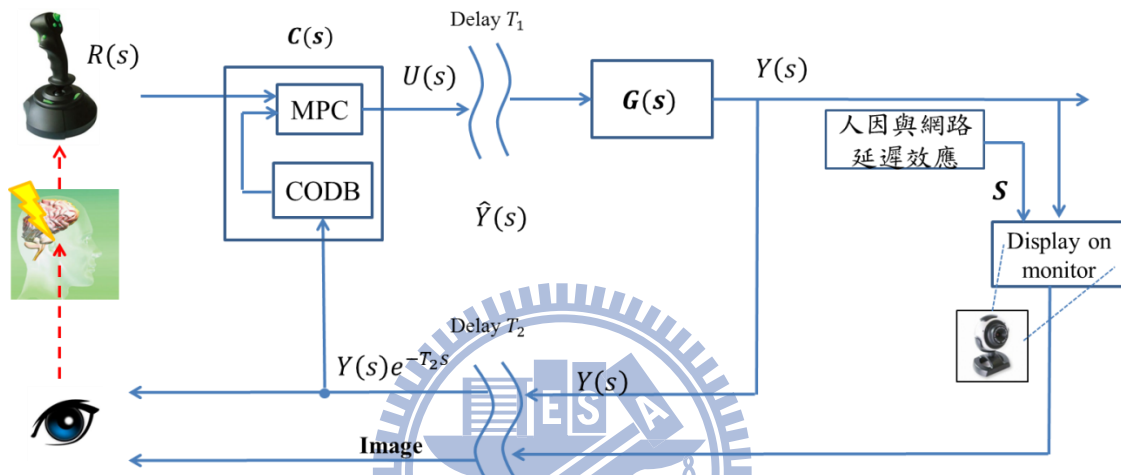 Delay T₁
R(s)
C(s)
U(s)
Y(s)
MPC
G(s)
人因與網路
延遲效應
CODB
S
Ŷ(s)
Display on
monitor
Delay T₂
Y(s)e^{-T₂s}
Y(s)
E S A
Image
8